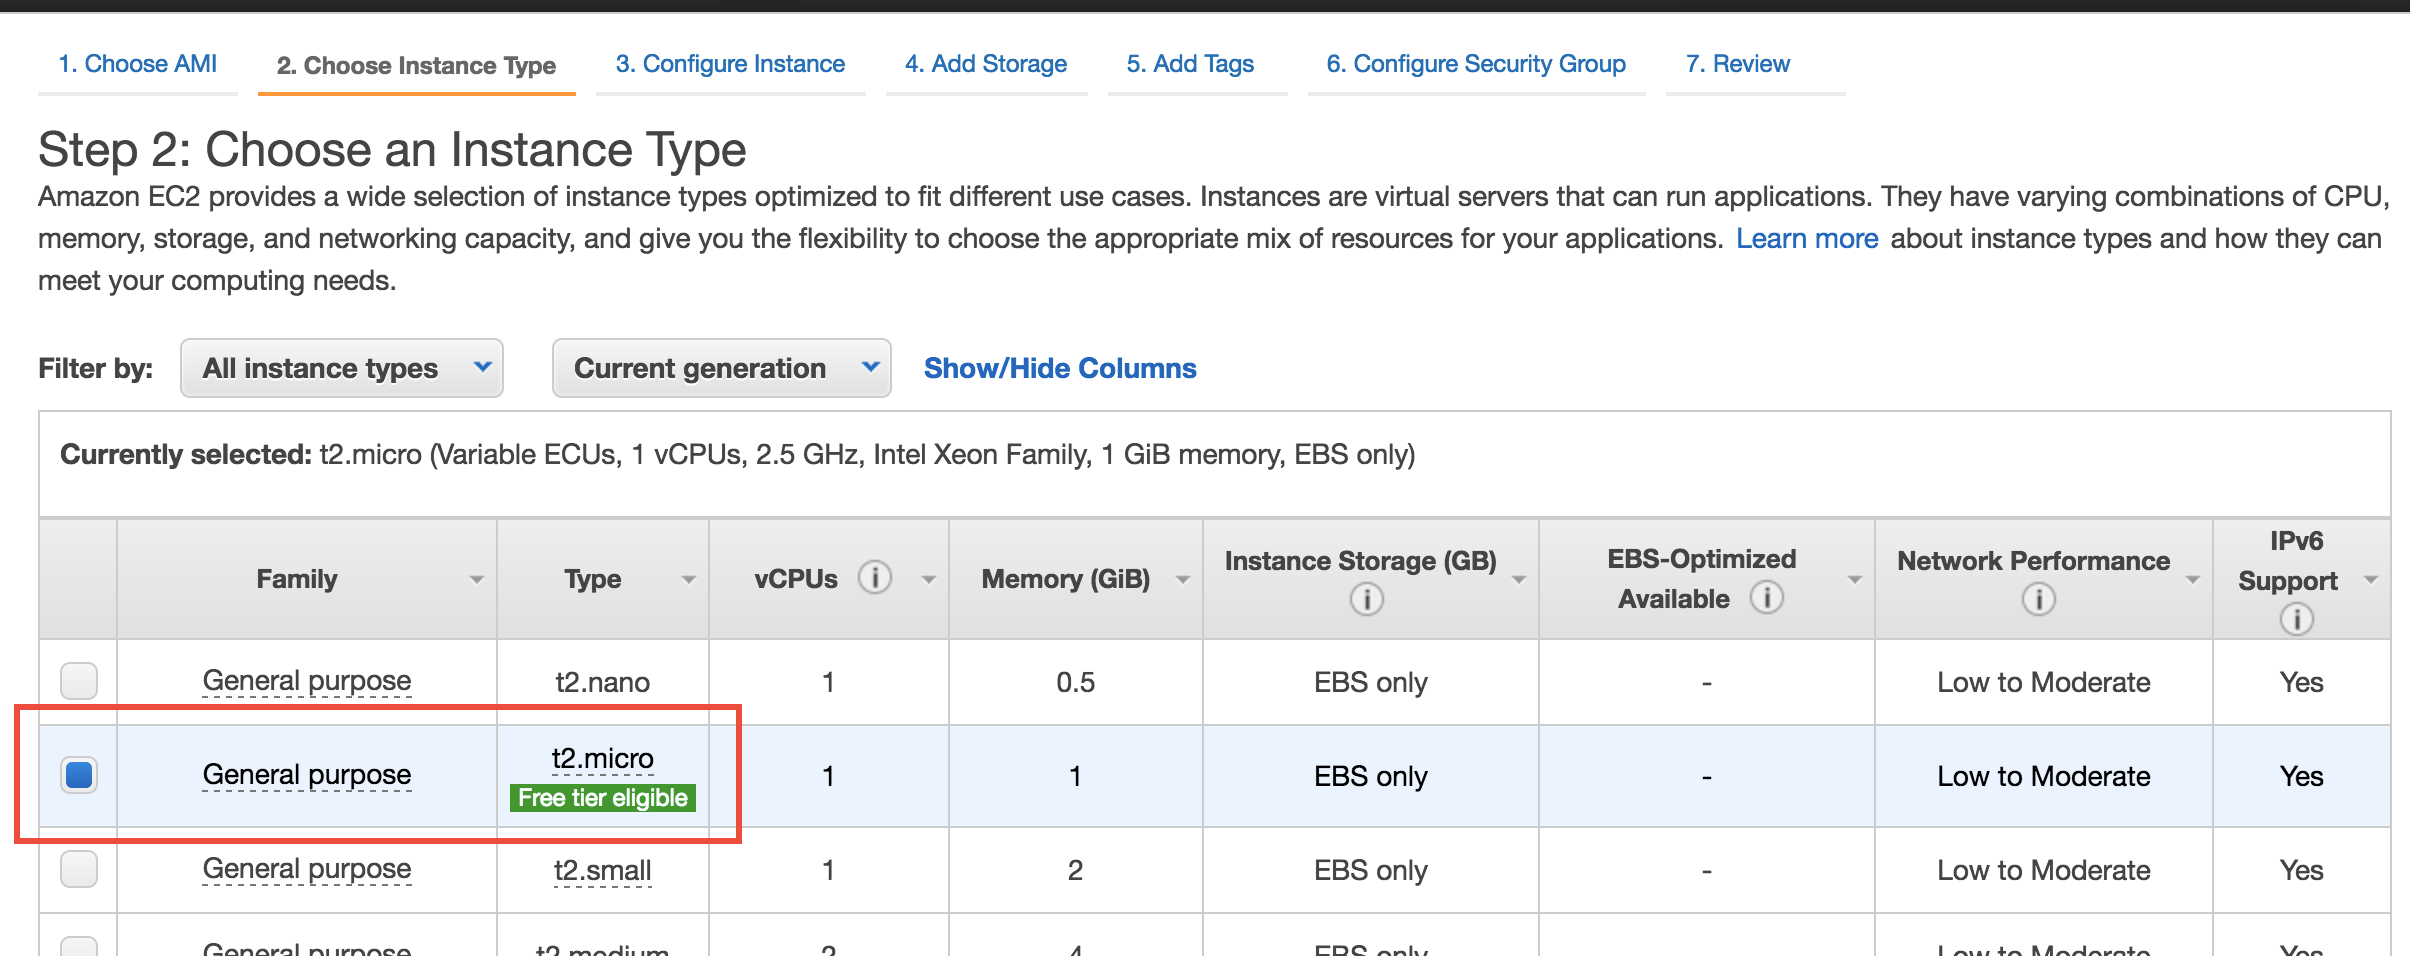 1. Choose AMI 2. Choose Instance Type 3. Configure Instance 4. Add Storage 5. Add Tags 6. Configure Security Group 7. Review
Step 2: Choose an Instance Type
Amazon EC2 provides a wide selection of instance types optimized to fit different use cases. Instances are virtual servers that can run applications. They have varying combinations of CPU,
memory, storage, and networking capacity, and give you the flexibility to choose the appropriate mix of resources for your applications. Learn more about instance types and how they can
meet your computing needs.
Filter by: All instance types Current generation Show/Hide Columns
Currently selected: t2.micro (Variable ECUs, 1 vCPUs, 2.5 GHz, Intel Xeon Family, 1 GiB memory, EBS only)
Family Type vCPUs Memory (GiB) Instance Storage (GB) EBS-Optimized Available Network Performance IPv6 Support
General purpose t2.nano 1 0.5 EBS only - Low to Moderate Yes
General purpose t2.micro 1 1 EBS only - Low to Moderate Yes
Free tier eligible
General purpose t2.small 1 2 EBS only - Low to Moderate Yes
General purpose t2.medium 2 4 EBS only Low to Moderate Yes